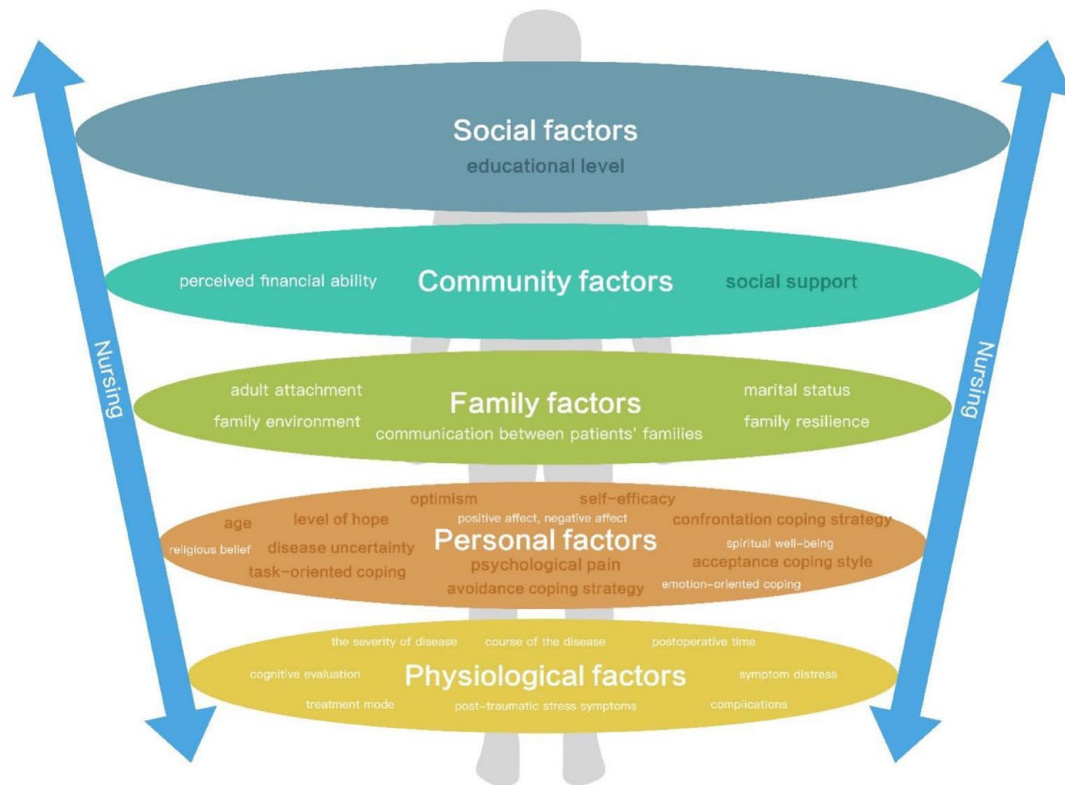 Social factors
educational level
perceived financial ability
Community factors
social support
Nursing
Nursing
adult attachment
marital status
Family factors
family environment
family resilience
communication between patients' families
optimism
self-efficacy
age
level of hope
positive affect, negative affect
confrontation coping strategy
religious belief
disease uncertainty
Personal factors
spiritual well-being
task-oriented coping
psychological pain
acceptance coping style
avoidance coping strategy
emotion-oriented coping
the severity of disease
course of the disease
postoperative time
cognitive evaluation
Physiological factors
symptom distress
treatment mode
post-traumatic stress symptoms
complications